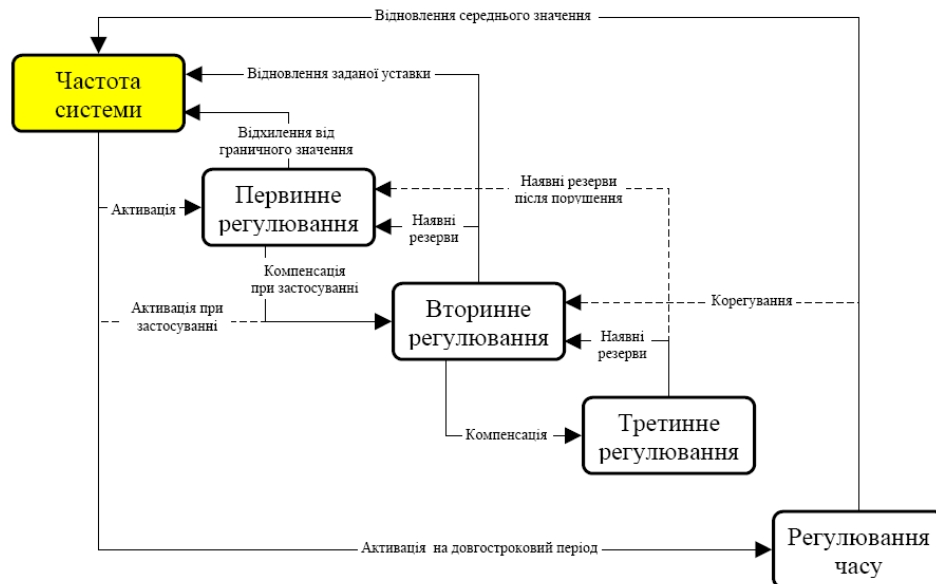 Відновлення середнього значення
Частота
системи
Відновлення заданої уставки
Відхилення від
граничного значення
Первинне
регулювання
Наявні резерви
після порушення
Активація
Наявні
резерви
Компенсація
при застосуванні
Активація при
застосуванні
Вторинне
регулювання
Корегування
Наявні
резерви
Третинне
регулювання
Компенсація
Активація на довгостроковий період
Регулювання
часу